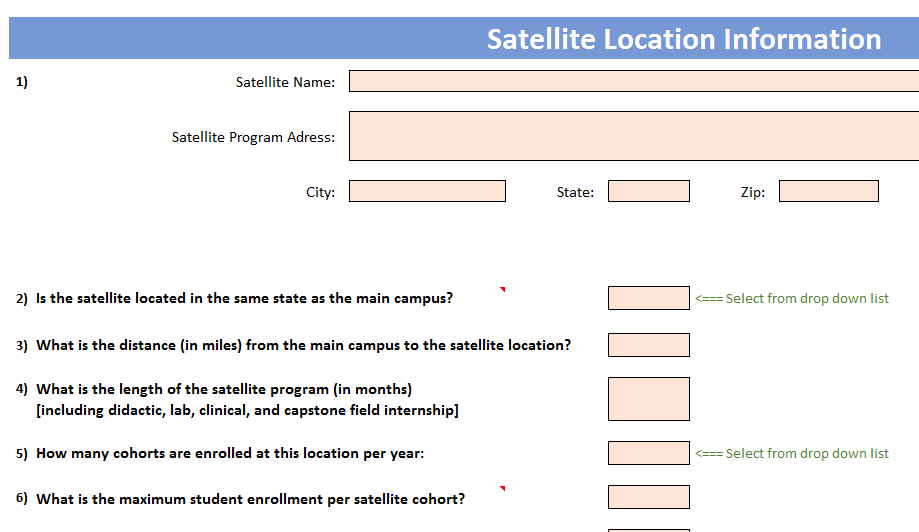 Satellite Location Information
1) Satellite Name:
Satellite Program Adress:
City: State: Zip:
2) Is the satellite located in the same state as the main campus? <=== Select from drop down list
3) What is the distance (in miles) from the main campus to the satellite location?
4) What is the length of the satellite program (in months)
[including didactic, lab, clinical, and capstone field internship]
5) How many cohorts are enrolled at this location per year: <=== Select from drop down list
6) What is the maximum student enrollment per satellite cohort?